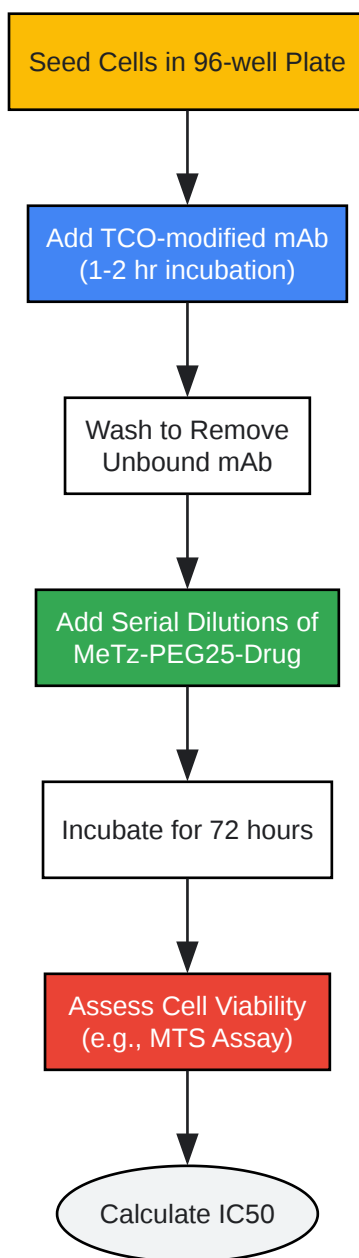 Seed Cells in 96-well Plate
Add TCO-modified mAb
(1-2 hr incubation)
Wash to Remove
Unbound mAb
Add Serial Dilutions of
MeTz-PEG25-Drug
Incubate for 72 hours
Assess Cell Viability
(e.g., MTS Assay)
Calculate IC50